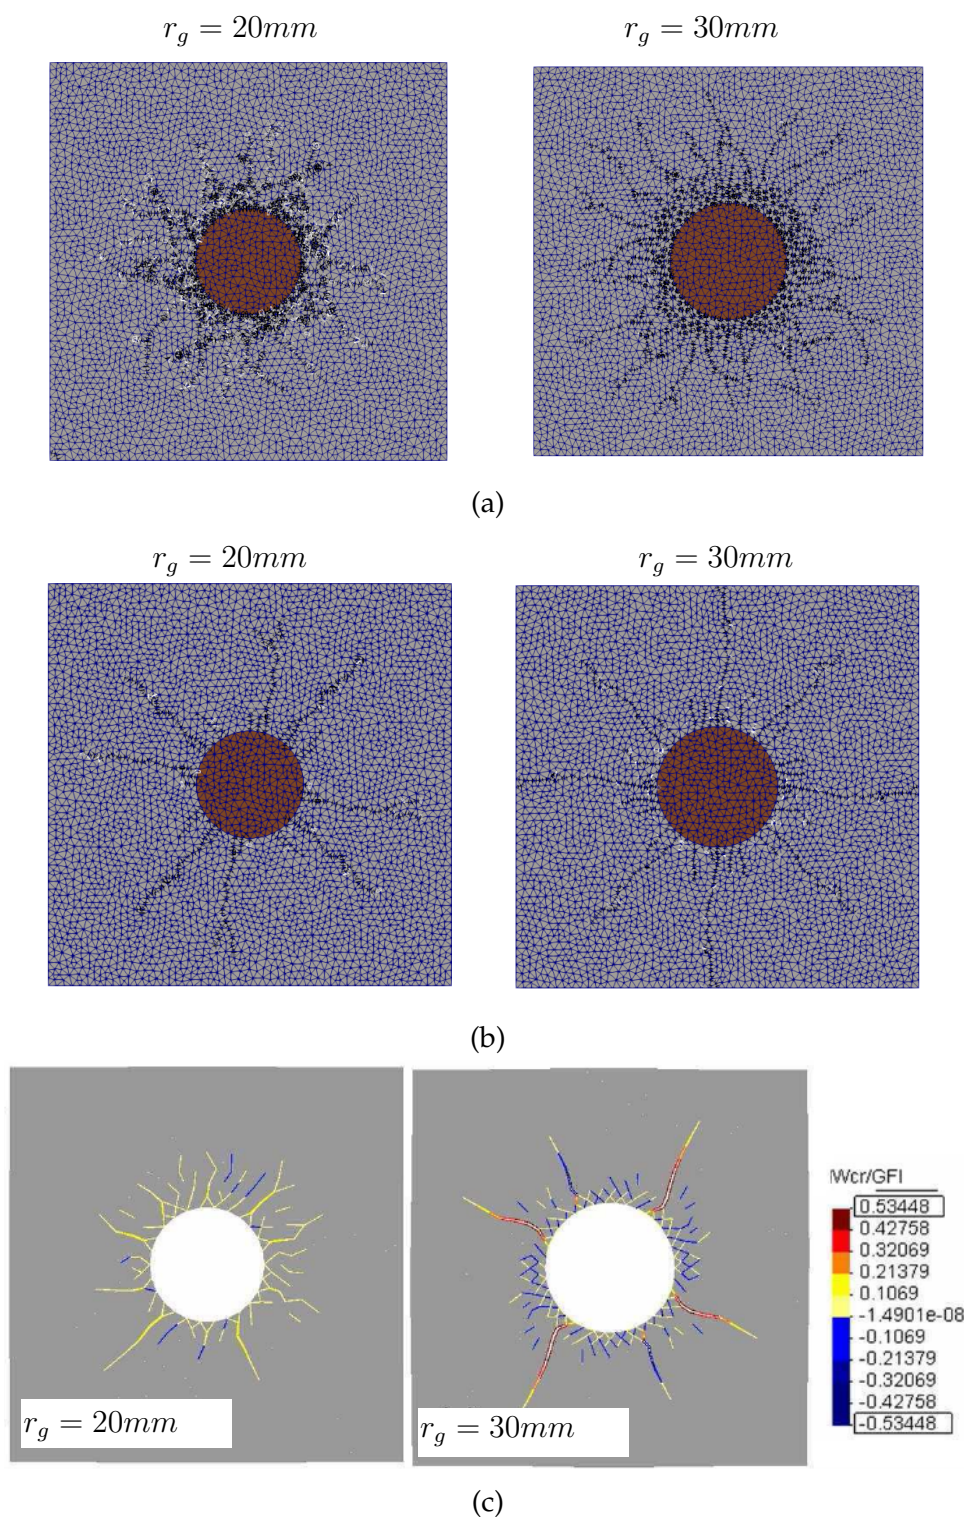 r_g = 20mm r_g = 30mm
(a)
r_g = 20mm r_g = 30mm
(b)
r_g = 20mm
r_g = 30mm
Wcr/GFI
0.53448
0.42758
0.32069
0.21379
0.1069
-1.4901e-08
-0.1069
-0.21379
-0.32069
-0.42758
-0.53448
(c)